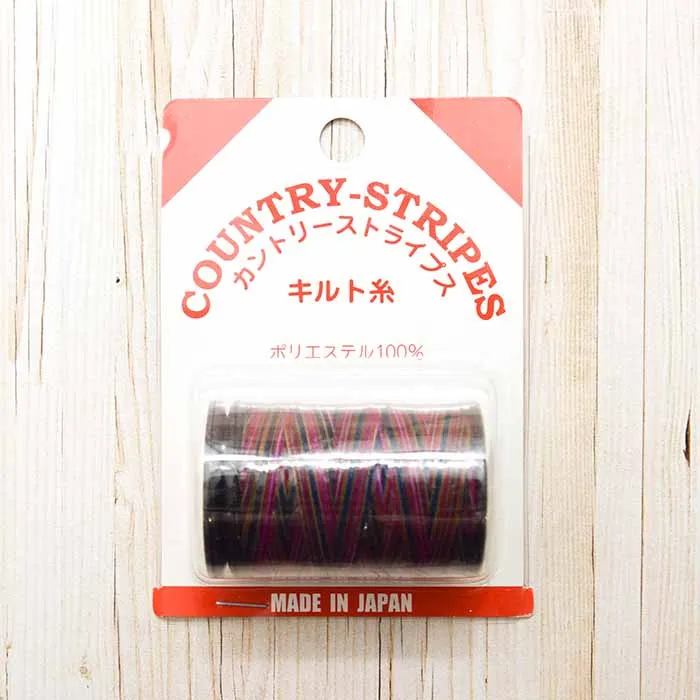 COUNTRY-STRIPES
カントリーストライプス
キルト糸
ポリエステル100%
MADE IN JAPAN